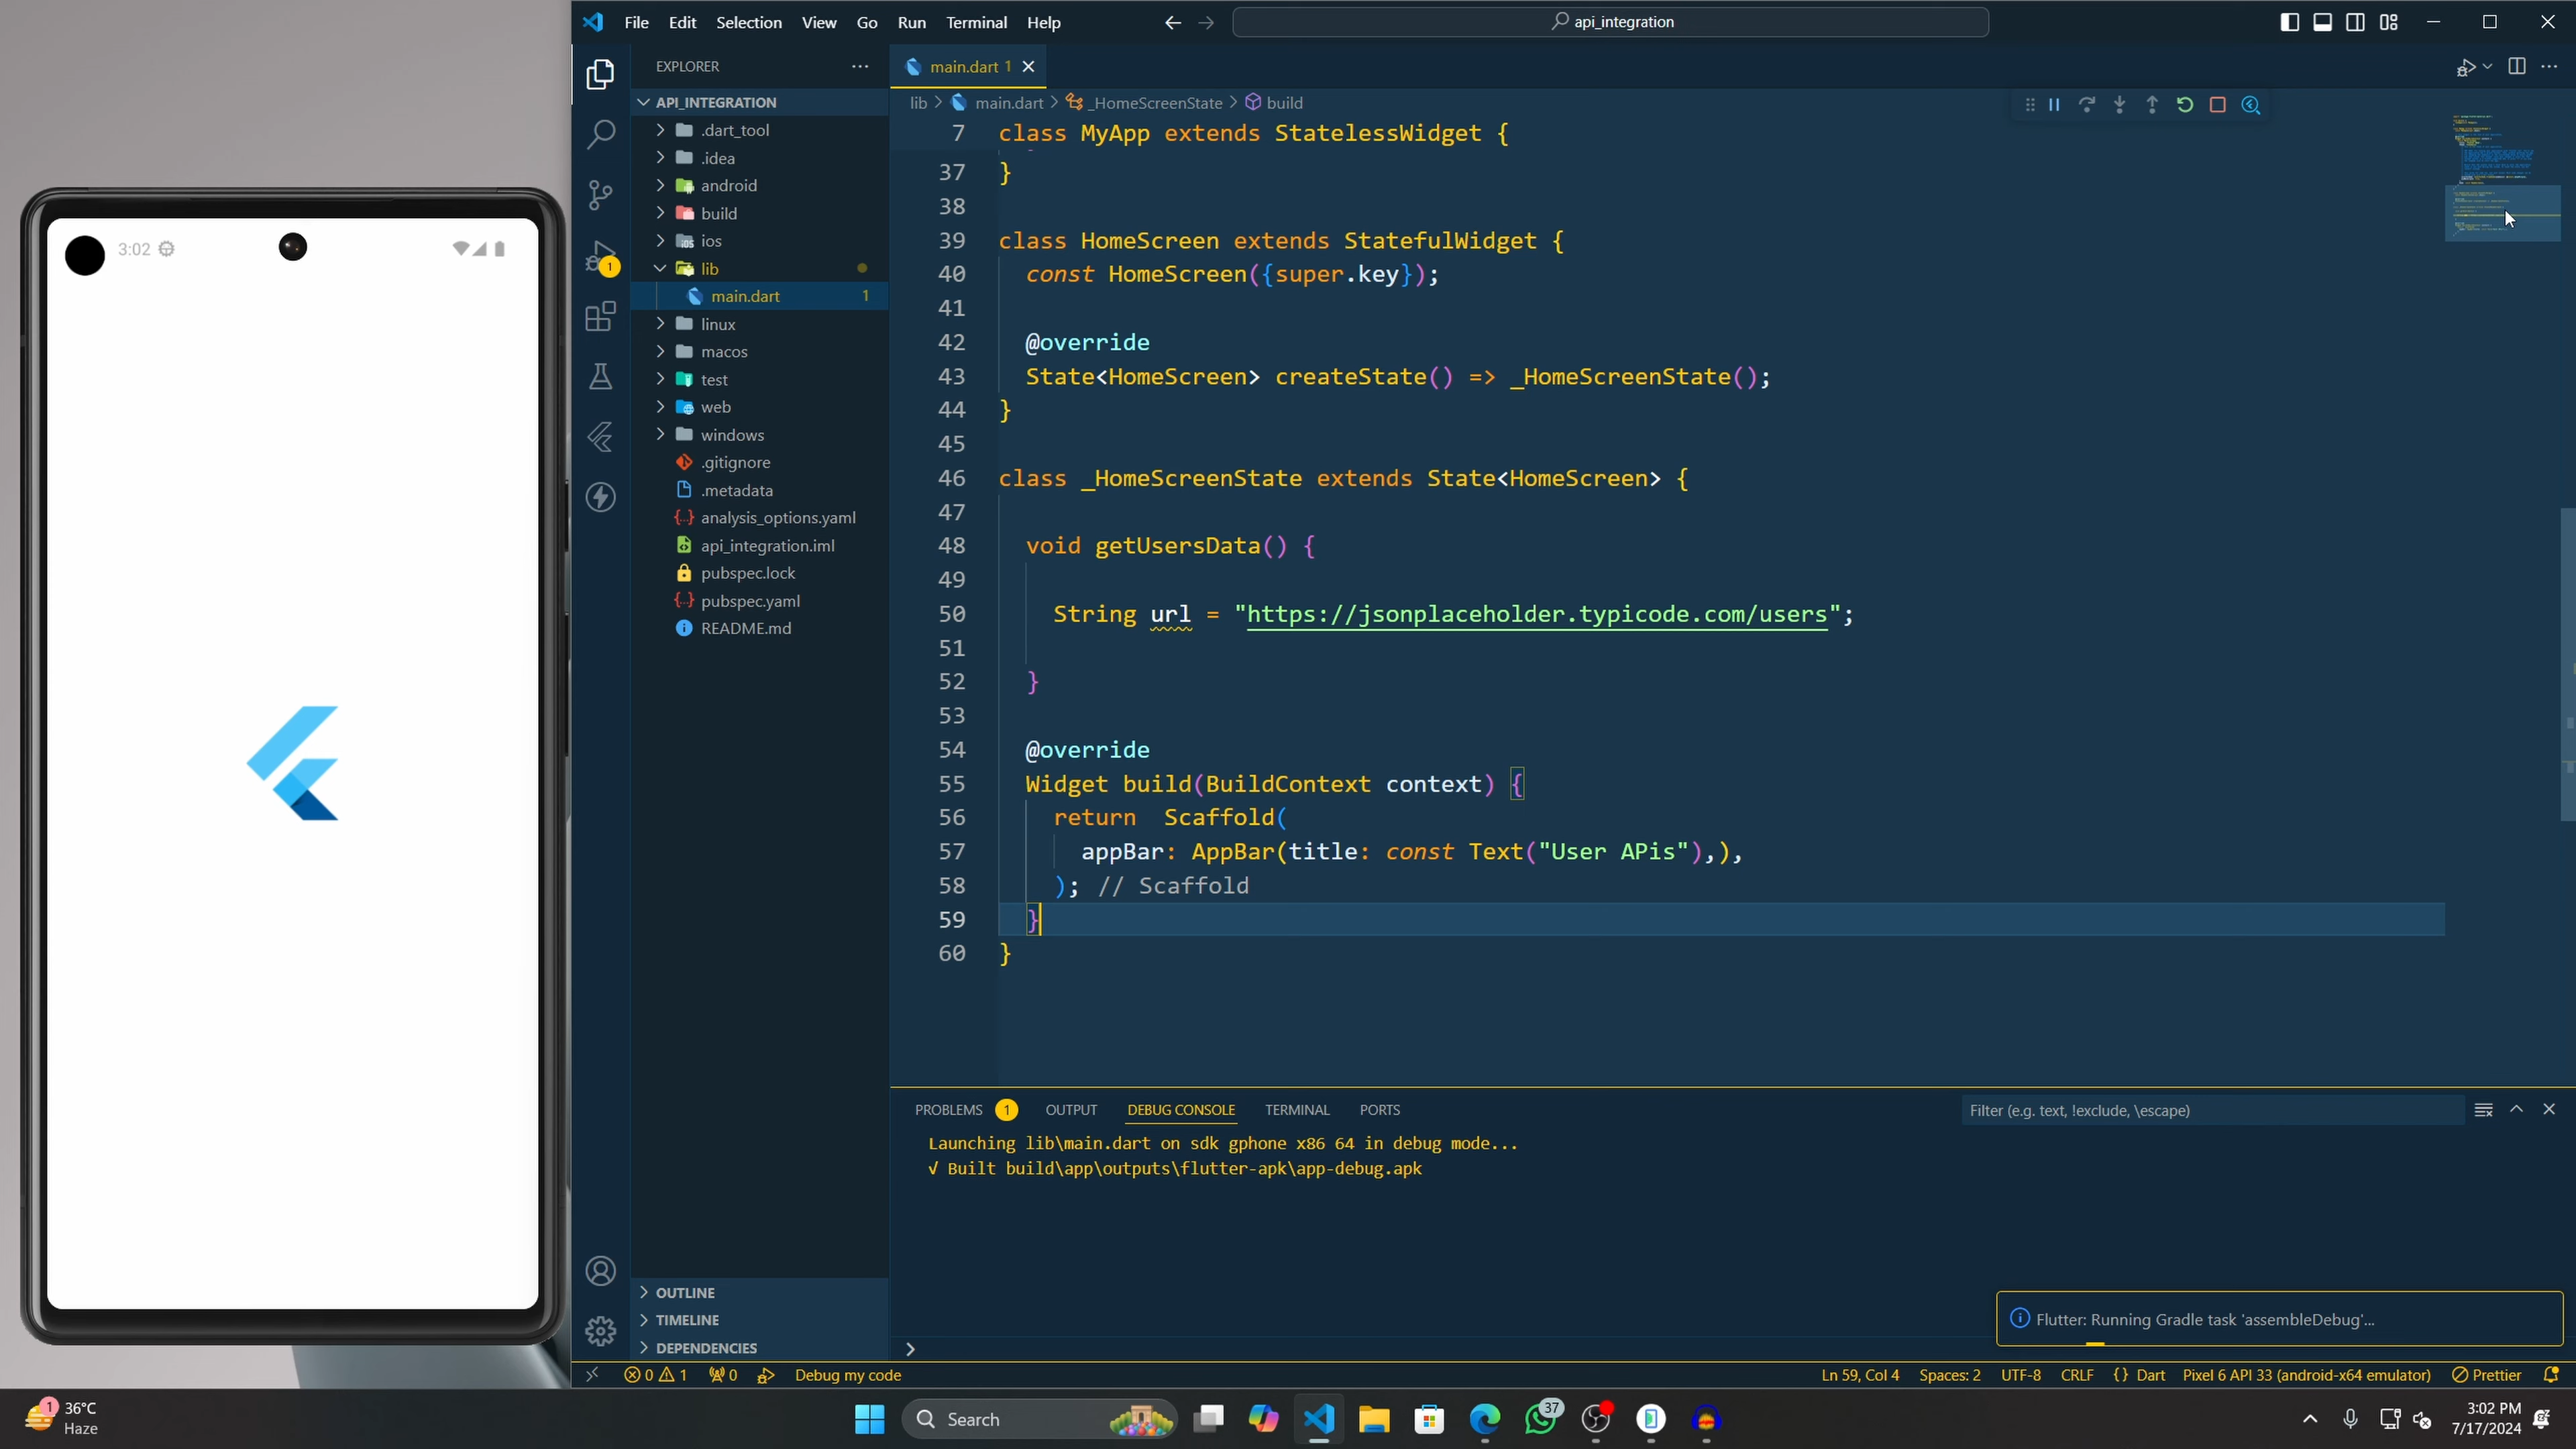 3:02
File Edit Selection View Go Run Terminal Help
api_integration
EXPLORER
API_INTEGRATION
.dart_tool
.idea
android
build
ios
lib
main.dart 1
linux
macos
test
web
windows
.gitignore
.metadata
analysis_options.yaml
api_integration.iml
pubspec.lock
pubspec.yaml
README.md
OUTLINE
TIMELINE
DEPENDENCIES
1
main.dart 1
lib > main.dart > _HomeScreenState > build
7 class MyApp extends StatelessWidget {
37 }
38
39 class HomeScreen extends StatefulWidget {
40 const HomeScreen({super.key});
41
42 @override
43 State<HomeScreen> createState() => _HomeScreenState();
44 }
45
46 class _HomeScreenState extends State<HomeScreen> {
47
48 void getUsersData() {
49
50 String url = "https://jsonplaceholder.typicode.com/users";
51
52 }
53
54 @override
55 Widget build(BuildContext context) {
56 return  Scaffold(
57 appBar: AppBar(title: const Text("User APis"),),
58 ); // Scaffold
59 }
60 }
PROBLEMS 1 OUTPUT DEBUG CONSOLE TERMINAL PORTS
Filter (e.g. text, !exclude, \escape)
Launching lib\main.dart on sdk gphone x86 64 in debug mode...
√ Built build\app\outputs\flutter-apk\app-debug.apk
Flutter: Running Gradle task 'assembleDebug'...
0 1 0 Debug my code
Ln 59, Col 4 Spaces: 2 UTF-8 CRLF {} Dart Pixel 6 API 33 (android-x64 emulator) Prettier
1
36°C
Haze
Search
37
3:02 PM
7/17/2024